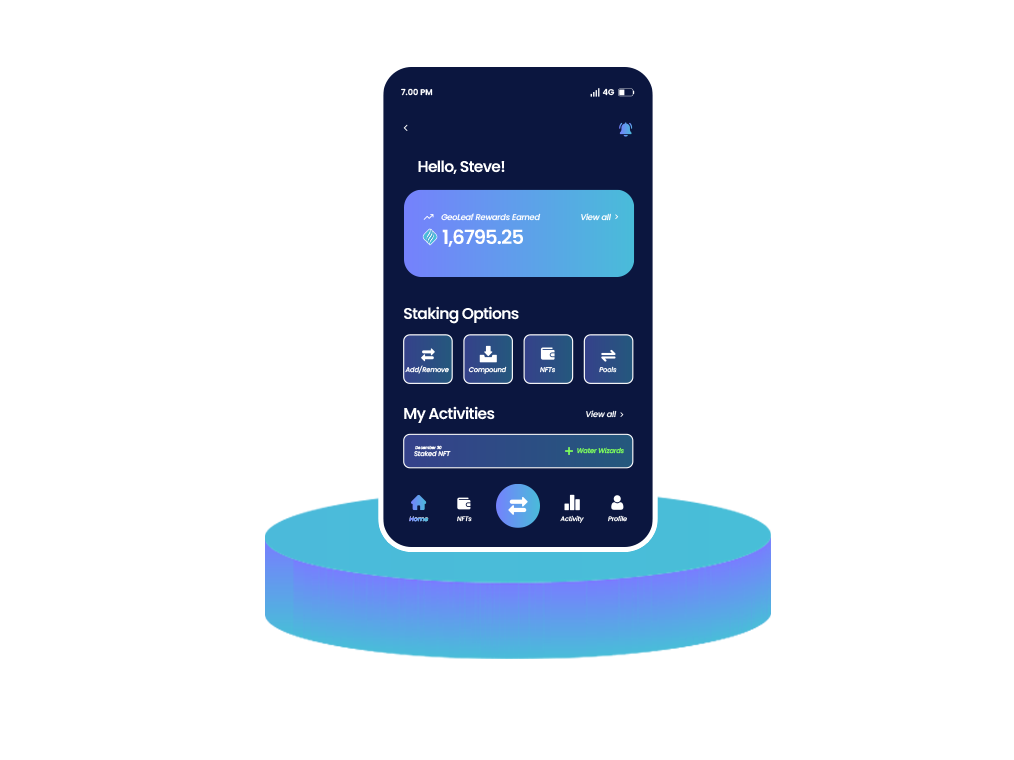 7.00 PM 4G
Hello, Steve!
GeoLeaf Rewards Earned View all
1,6795.25
Staking Options
Add/Remove Compound NFTs Pools
My Activities View all
December 30
Staked NFT Water Wizards
Home NFTs Activity Profile